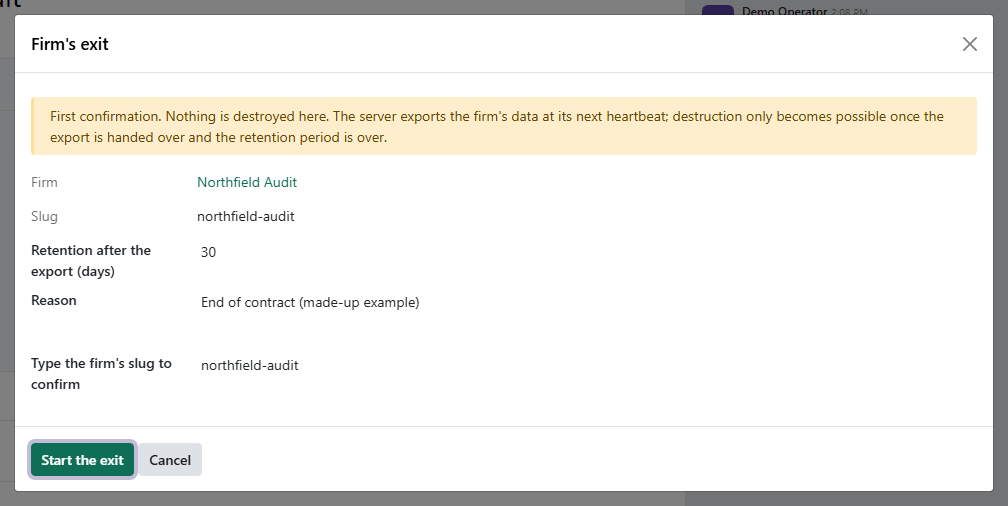 Demo Operator 2:08 PM
Firm's exit
First confirmation. Nothing is destroyed here. The server exports the firm's data at its next heartbeat; destruction only becomes possible once the
export is handed over and the retention period is over.
Firm Northfield Audit
Slug northfield-audit
Retention after the
export (days) 30
Reason End of contract (made-up example)
Type the firm's slug to
confirm northfield-audit
Start the exit Cancel